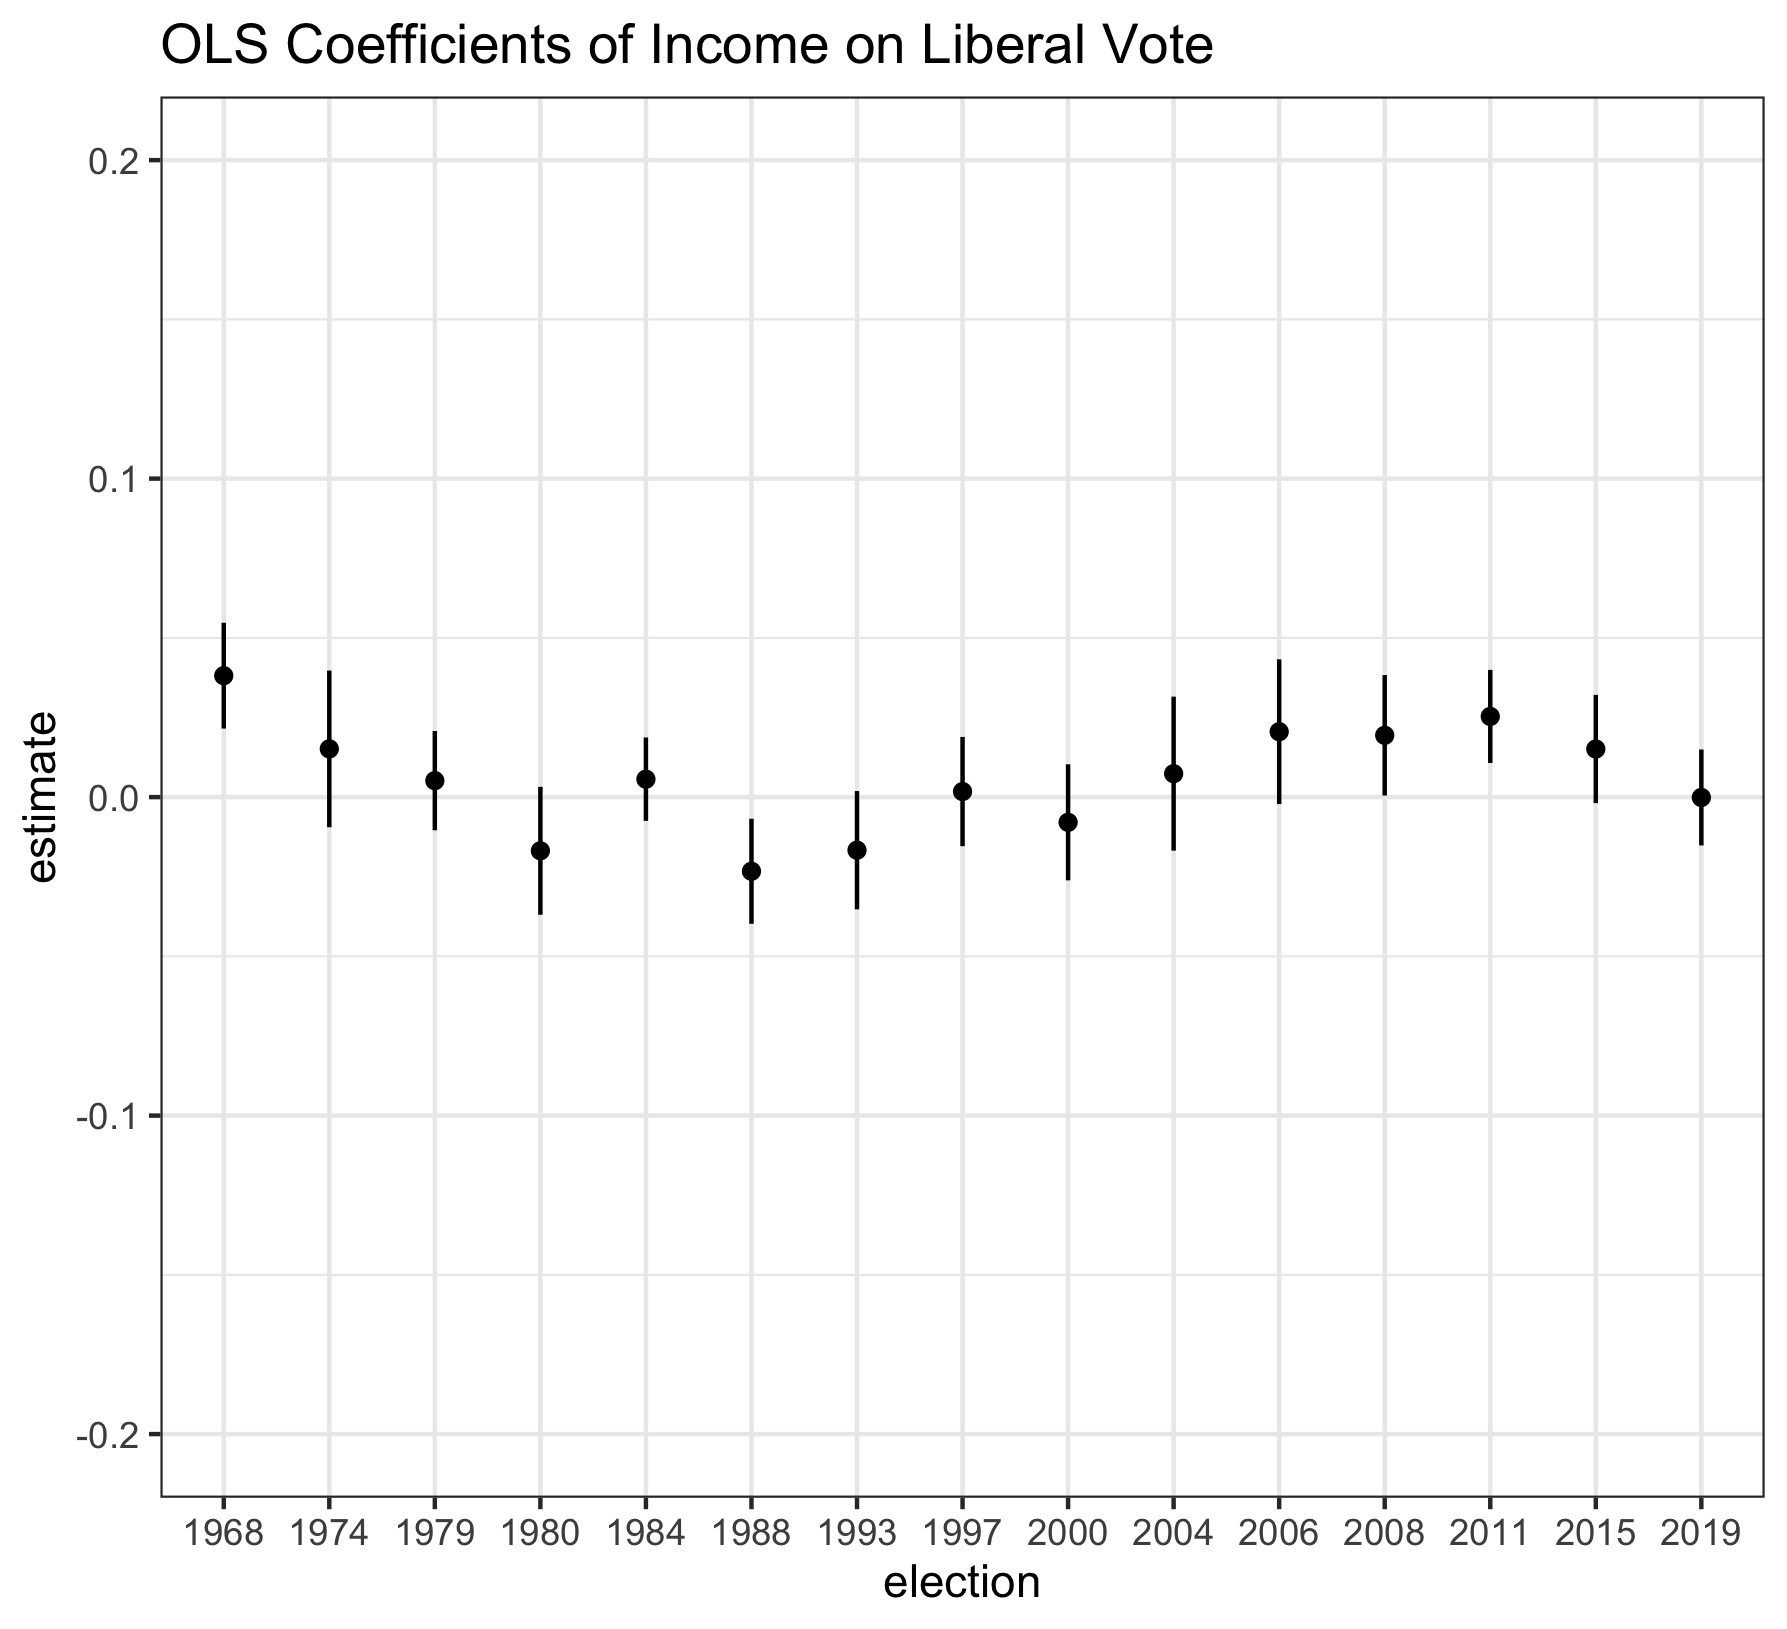 OLS Coefficients of Income on Liberal Vote
0.2
0.1
0.0
-0.1
-0.2
estimate
1968 1974 1979 1980 1984 1988 1993 1997 2000 2004 2006 2008 2011 2015 2019
election